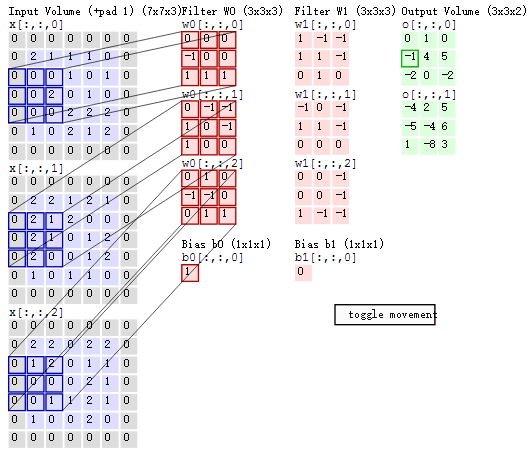 Input Volume (+pad 1) (7x7x3)
x[:,:,0]
0 0 0 0 0 0 0
0 2 1 1 1 0 0
0 0 0 1 0 1 0
0 0 2 0 1 0 0
0 0 0 2 2 2 0
0 1 0 2 1 2 0
0 0 0 0 0 0 0
x[:,:,1]
0 0 0 0 0 0 0
0 2 2 1 2 1 0
0 2 1 2 0 0 0
0 2 1 0 1 0 0
0 2 0 0 2 1 0
0 1 0 1 1 0 0
0 0 0 0 0 0 0
x[:,:,2]
0 0 0 0 0 0 0
0 2 2 0 2 2 0
0 1 2 0 1 1 0
0 0 0 0 2 1 0
0 0 1 1 2 1 0
0 1 0 0 2 0 0
0 0 0 0 0 0 0
Filter W0 (3x3x3)
w0[:,:,0]
0 0 0
-1 0 0
1 1 1
w0[:,:,1]
0 -1 -1
1 0 -1
1 0 0
w0[:,:,2]
0 1 0
-1 -1 0
0 1 1
Bias b0 (1x1x1)
b0[:,:,0]
1
Filter W1 (3x3x3)
w1[:,:,0]
1 -1 -1
1 1 -1
0 1 0
w1[:,:,1]
-1 0 -1
1 1 -1
0 0 0
w1[:,:,2]
0 0 -1
0 0 -1
1 -1 -1
Bias b1 (1x1x1)
b1[:,:,0]
0
Output Volume (3x3x2)
o[:,:,0]
0 1 0
-1 4 5
-2 0 -2
o[:,:,1]
-4 2 5
-5 -4 6
1 -8 3
toggle movement